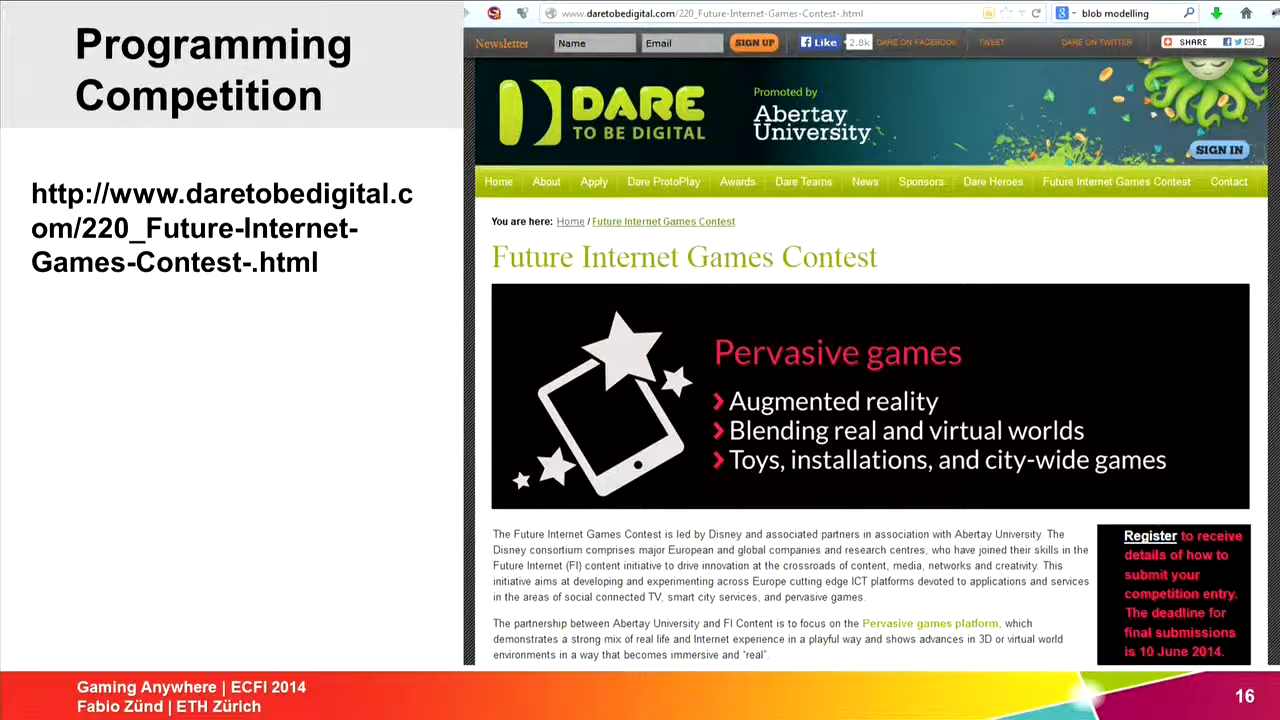 Programming
Competition
http://www.daretobedigital.c
om/220_Future-Internet-
Games-Contest-.html
www.daretobedigital.com/220_Future-Internet-Games-Contest-.html
blob modelling
Newsletter
Name
Email
SIGN UP
Like
2.8k
DARE ON FACEBOOK
TWEET
DARE ON TWITTER
SHARE
DARE
TO BE DIGITAL
Promoted by
Abertay
University
SIGN IN
Home
About
Apply
Dare ProtoPlay
Awards
Dare Teams
News
Sponsors
Dare Heroes
Future Internet Games Contest
Contact
You are here: Home / Future Internet Games Contest
Future Internet Games Contest
Pervasive games
Augmented reality
Blending real and virtual worlds
Toys, installations, and city-wide games
The Future Internet Games Contest is led by Disney and associated partners in association with Abertay University. The
Disney consortium comprises major European and global companies and research centres, who have joined their skills in the
Future Internet (FI) content initiative to drive innovation at the crossroads of content, media, networks and creativity. This
initiative aims at developing and experimenting across Europe cutting edge ICT platforms devoted to applications and services
in the areas of social connected TV, smart city services, and pervasive games.
The partnership between Abertay University and FI Content is to focus on the Pervasive games platform, which
demonstrates a strong mix of real life and Internet experience in a playful way and shows advances in 3D or virtual world
environments in a way that becomes immersive and "real".
Register to receive
details of how to
submit your
competition entry.
The deadline for
final submissions
is 10 June 2014.
Gaming Anywhere | ECFI 2014
Fabio Zünd | ETH Zürich
16